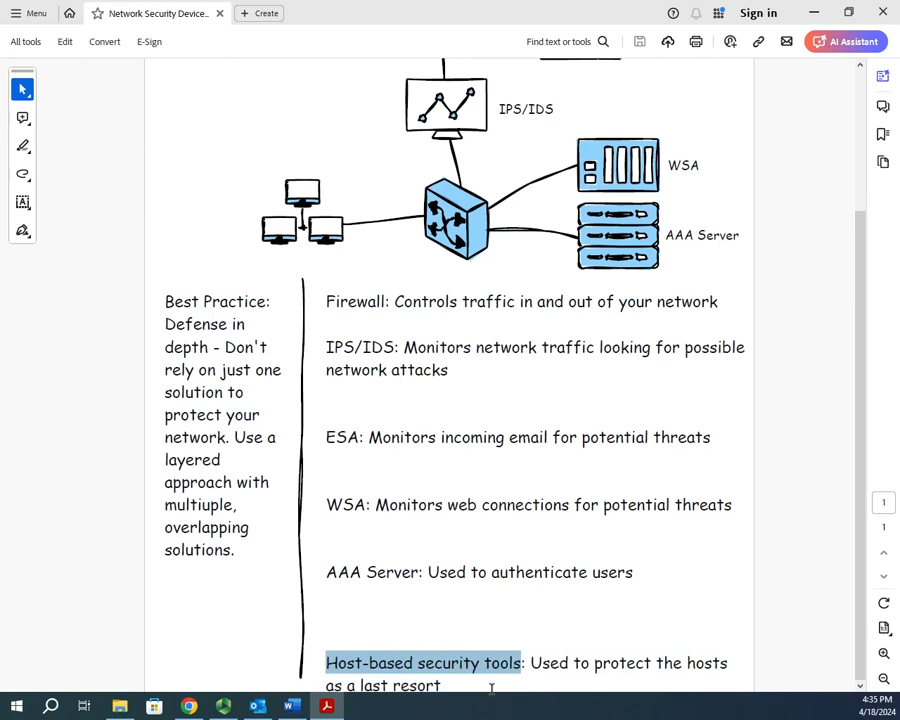 Menu
Network Security Device...
Create
Sign in
All tools
Edit
Convert
E-Sign
Find text or tools
AI Assistant
IPS/IDS
WSA
AAA Server
Best Practice:
Defense in
depth - Don't
rely on just one
solution to
protect your
network. Use a
layered
approach with
multiuple,
overlapping
solutions.
Firewall: Controls traffic in and out of your network
IPS/IDS: Monitors network traffic looking for possible
network attacks
ESA: Monitors incoming email for potential threats
WSA: Monitors web connections for potential threats
AAA Server: Used to authenticate users
Host-based security tools: Used to protect the hosts
as a last resort
1
1
4:35 PM
4/18/2024